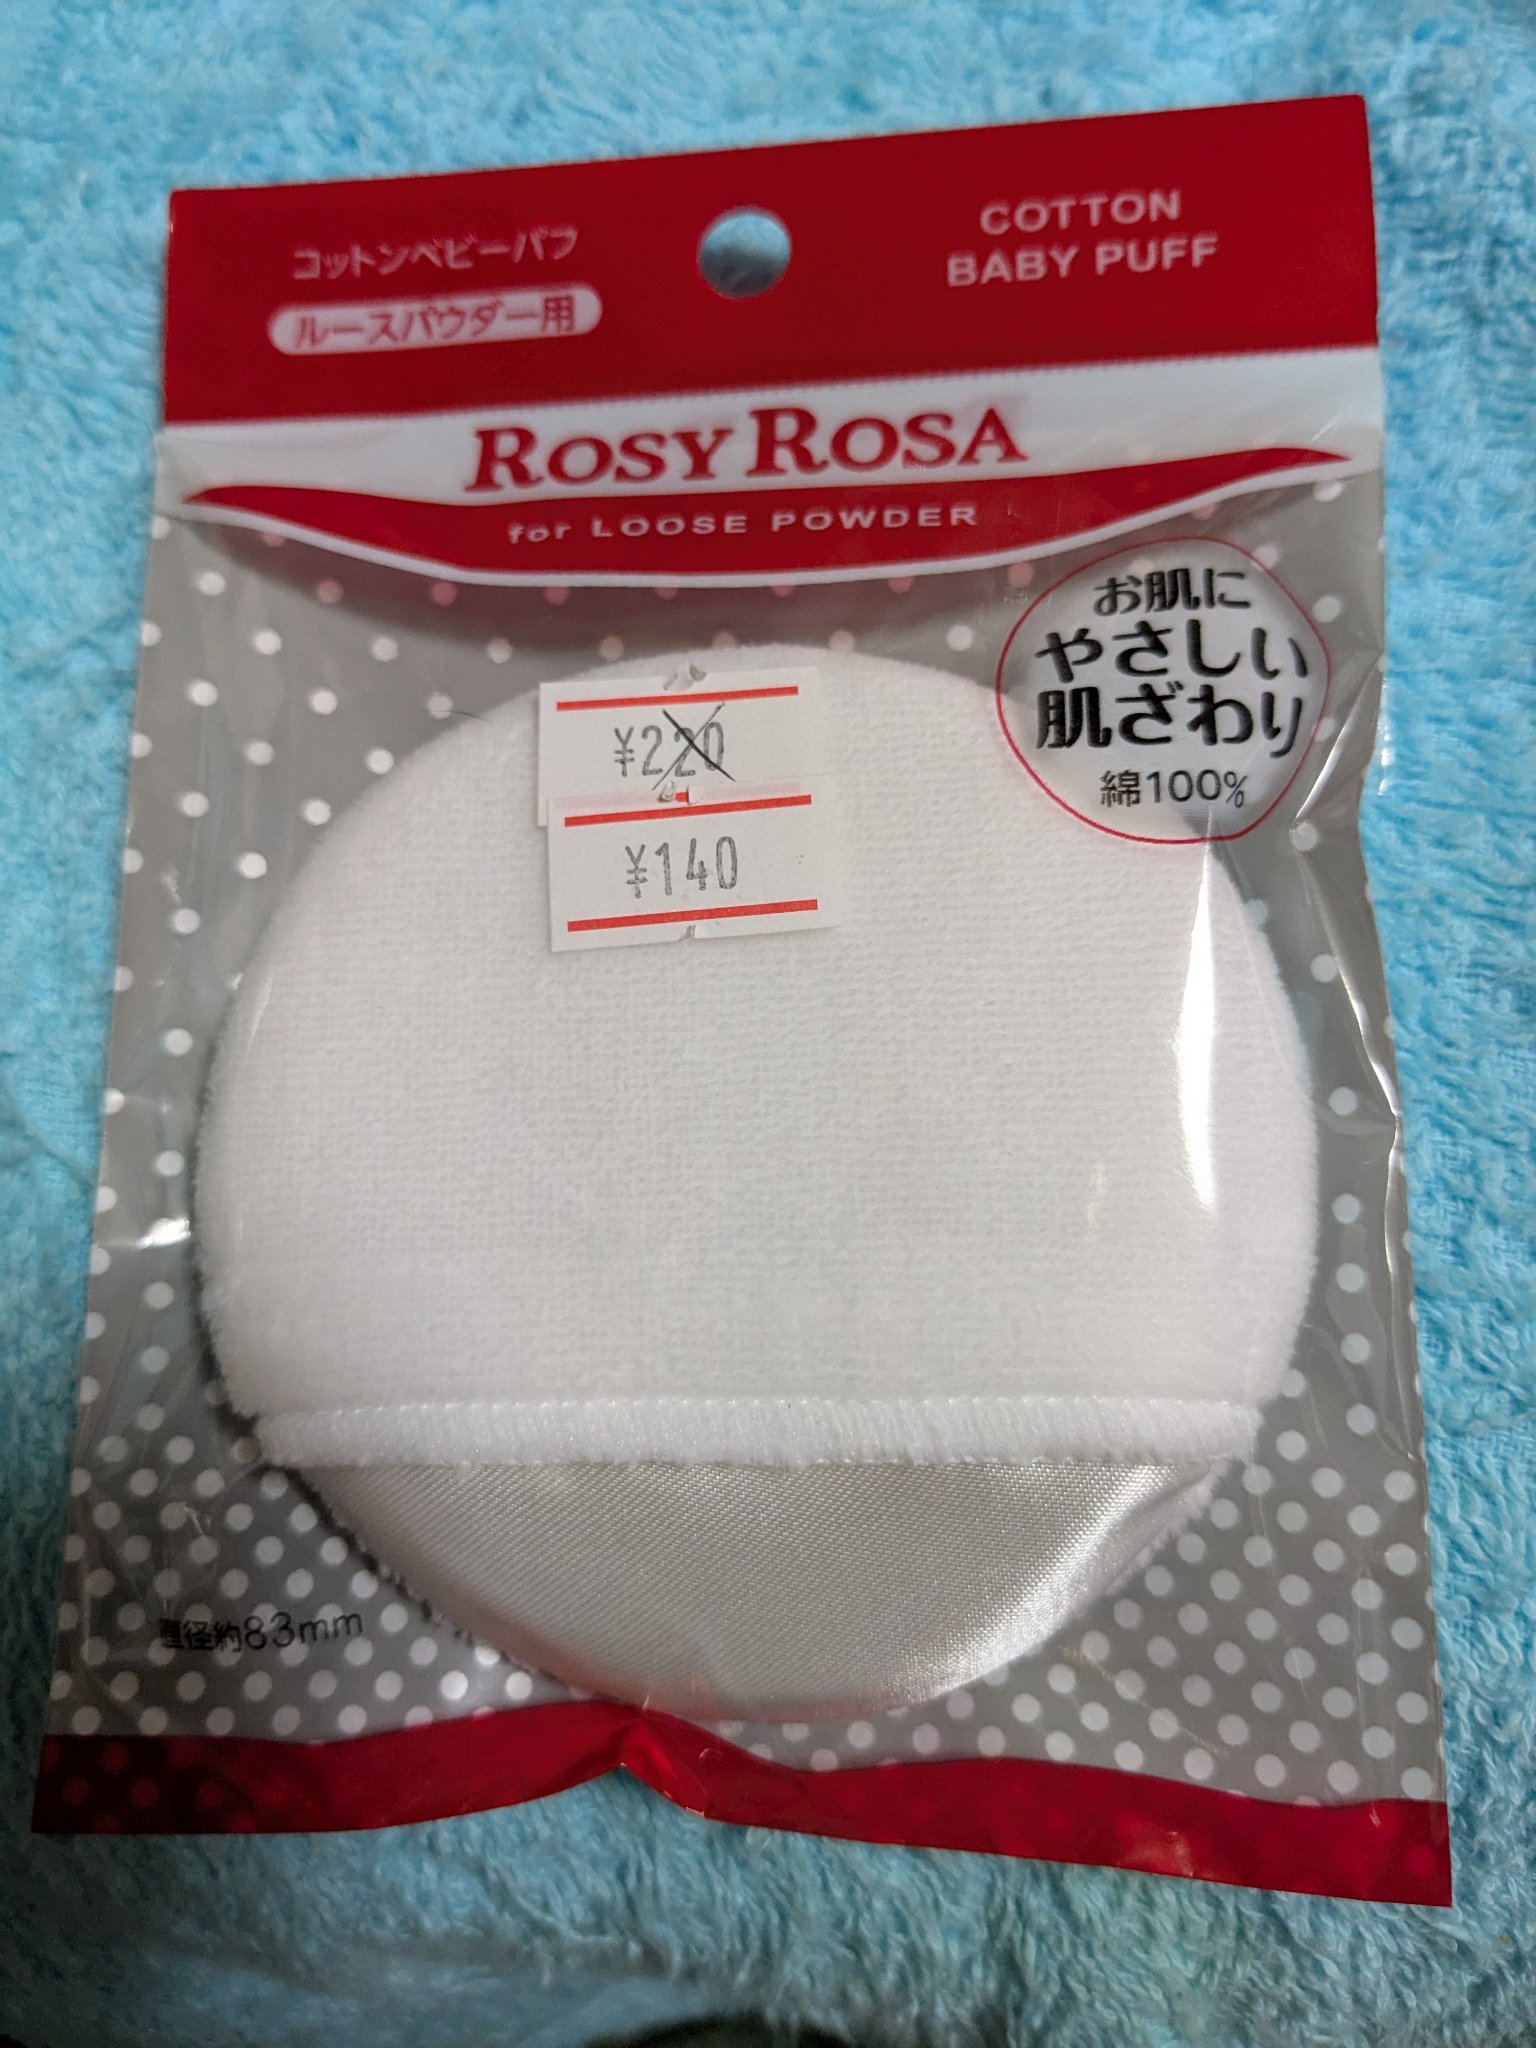 コットンベビーパフ
ルースパウダー用
COTTON
BABY PUFF
ROSY ROSA
for LOOSE POWDER
お肌に
やさしい
肌ざわり
綿100%
¥220
¥140
直径約83mm